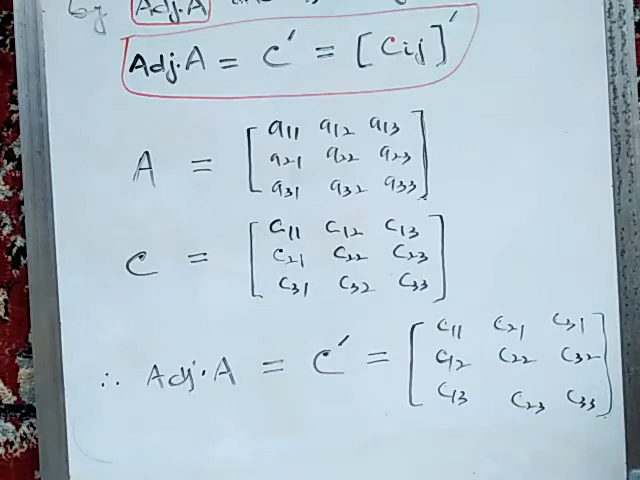 by Adj.A
Adj.A = C' = [Cij]'
A = [a11 a12 a13
a21 a22 a23
a31 a32 a33]
C = [C11 C12 C13
C21 C22 C23
C31 C32 C33]
∴ Adj.A = C' = [C11 C21 C31
C12 C22 C32
C13 C23 C33]